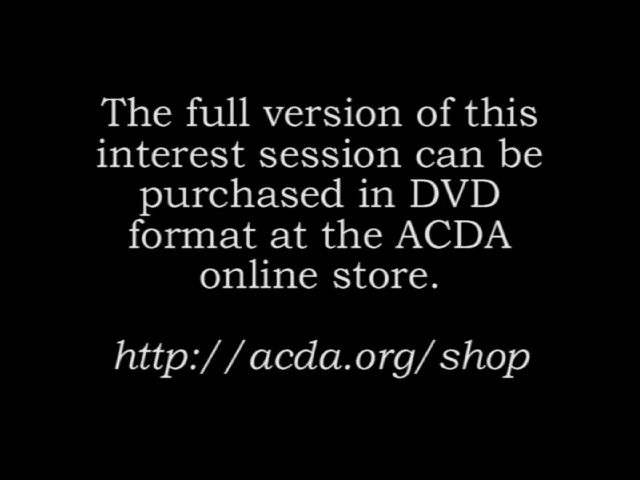 The full version of this
interest session can be
purchased in DVD
format at the ACDA
online store.
http://acda.org/shop